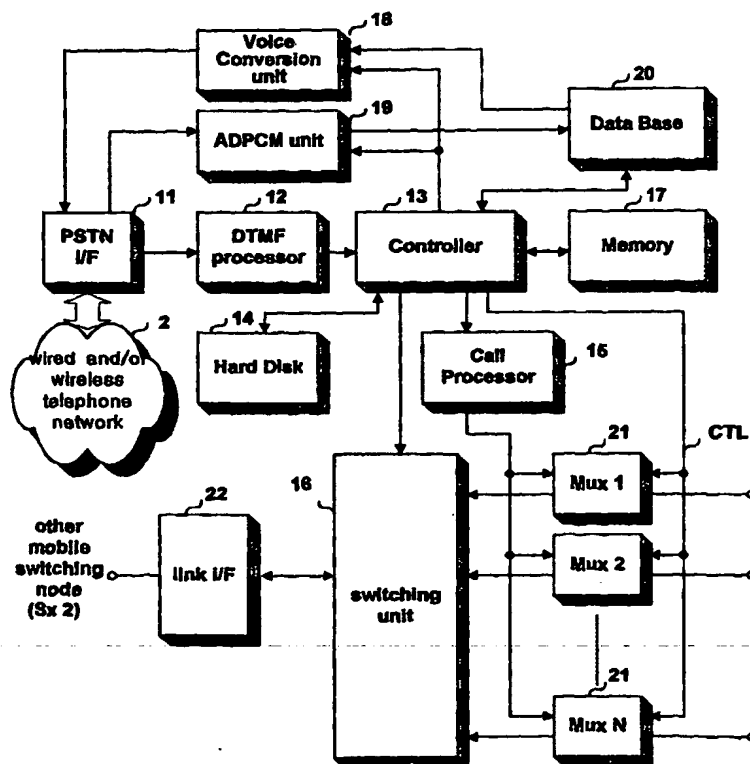 18
Voice
Conversion
unit
20
Data Base
19
ADPCM unit
11
PSTN
I/F
12
DTMF
processor
13
Controller
17
Memory
2
wired and/or
wireless
telephone
network
14
Hard Disk
Call
Processor
15
CTL
21
Mux 1
16
22
other
mobile
switching
node
(Sx 2)
link I/F
switching
unit
Mux 2
21
Mux N